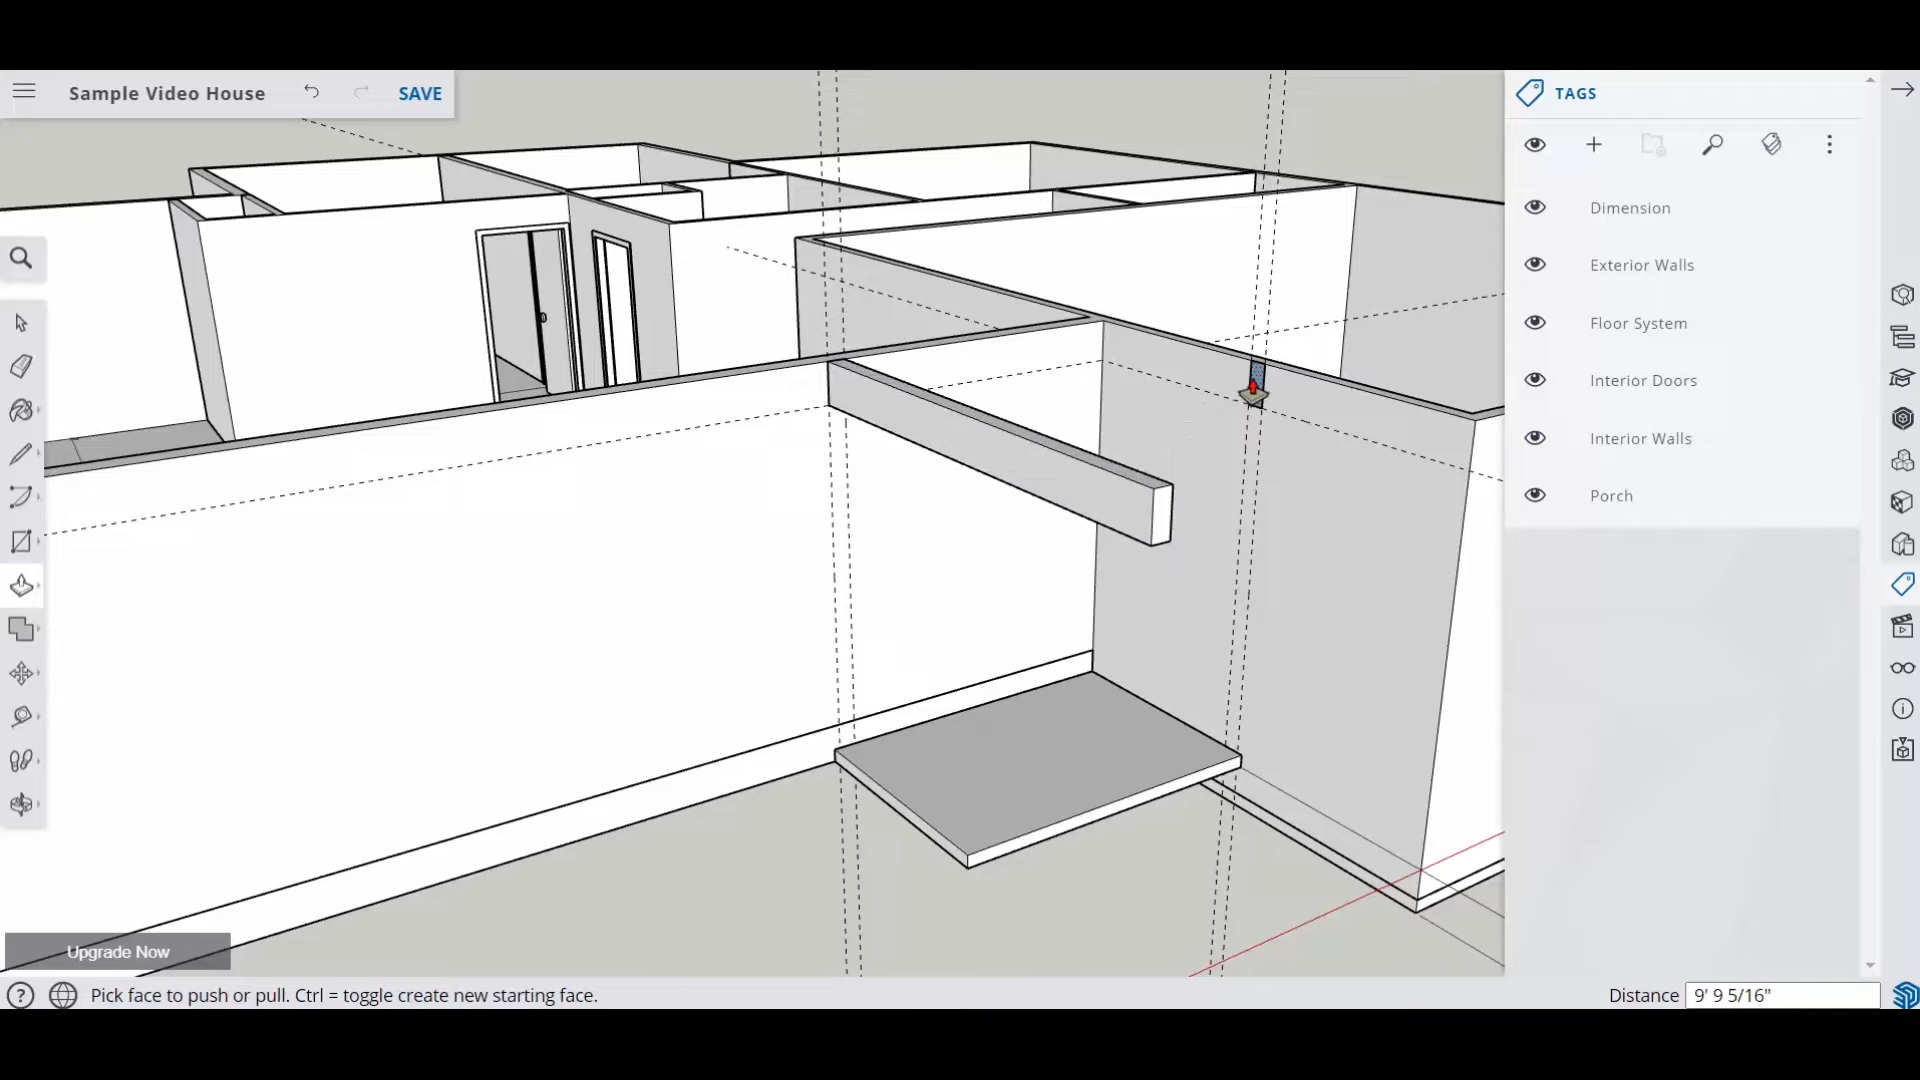 Sample Video House
SAVE
TAGS
Dimension
Exterior Walls
Floor System
Interior Doors
Interior Walls
Porch
Upgrade Now
Pick face to push or pull. Ctrl = toggle create new starting face.
Distance 9' 9 5/16"